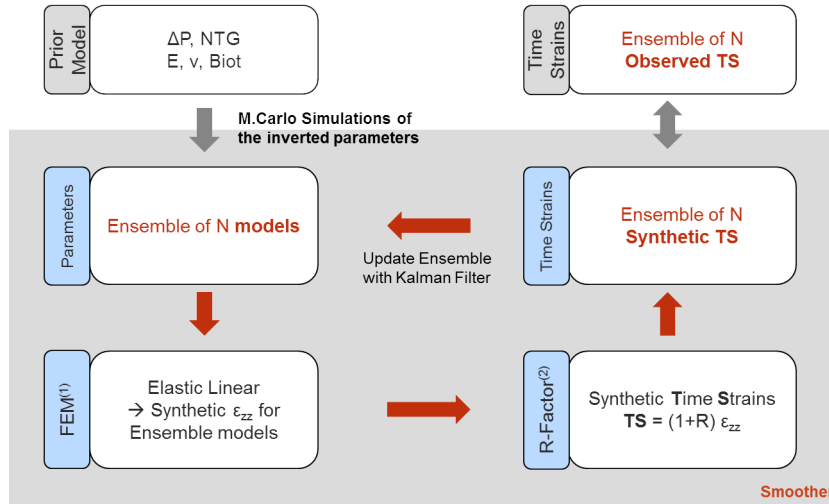 Prior
Model
ΔP, NTG
E, ν, Biot
Time
Strains
Ensemble of N
Observed TS
M.Carlo Simulations of
the inverted parameters
Parameters
Ensemble of N models
Update Ensemble
with Kalman Filter
Time Strains
Ensemble of N
Synthetic TS
FEM(1)
Elastic Linear
→ Synthetic εzz for
Ensemble models
R-Factor(2)
Synthetic Time Strains
TS = (1+R) εzz
Smoother